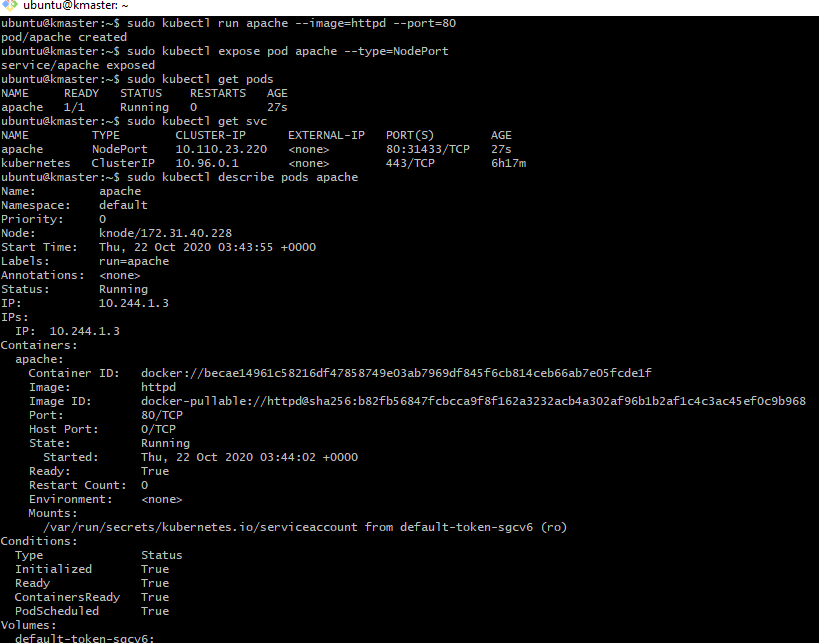 ubuntu@kmaster: ~
ubuntu@kmaster:~$ sudo kubectl run apache --image=httpd --port=80
pod/apache created
ubuntu@kmaster:~$ sudo kubectl expose pod apache --type=NodePort
service/apache exposed
ubuntu@kmaster:~$ sudo kubectl get pods
NAME     READY   STATUS    RESTARTS   AGE
apache   1/1     Running   0          27s
ubuntu@kmaster:~$ sudo kubectl get svc
NAME         TYPE        CLUSTER-IP      EXTERNAL-IP   PORT(S)        AGE
apache       NodePort    10.110.23.220   <none>        80:31433/TCP   27s
kubernetes   ClusterIP   10.96.0.1       <none>        443/TCP        6h17m
ubuntu@kmaster:~$ sudo kubectl describe pods apache
Name:         apache
Namespace:    default
Priority:     0
Node:         knode/172.31.40.228
Start Time:   Thu, 22 Oct 2020 03:43:55 +0000
Labels:       run=apache
Annotations:  <none>
Status:       Running
IP:           10.244.1.3
IPs:
  IP:  10.244.1.3
Containers:
  apache:
    Container ID:   docker://becae14961c58216df47858749e03ab7969df845f6cb814ceb66ab7e05fcde1f
    Image:          httpd
    Image ID:       docker-pullable://httpd@sha256:b82fb56847fcbcca9f8f162a3232acb4a302af96b1b2af1c4c3ac45ef0c9b968
    Port:           80/TCP
    Host Port:      0/TCP
    State:          Running
      Started:      Thu, 22 Oct 2020 03:44:02 +0000
    Ready:          True
    Restart Count:  0
    Environment:    <none>
    Mounts:
      /var/run/secrets/kubernetes.io/serviceaccount from default-token-sgcv6 (ro)
Conditions:
  Type              Status
  Initialized       True
  Ready             True
  ContainersReady   True
  PodScheduled      True
Volumes:
  default-token-sgcv6: